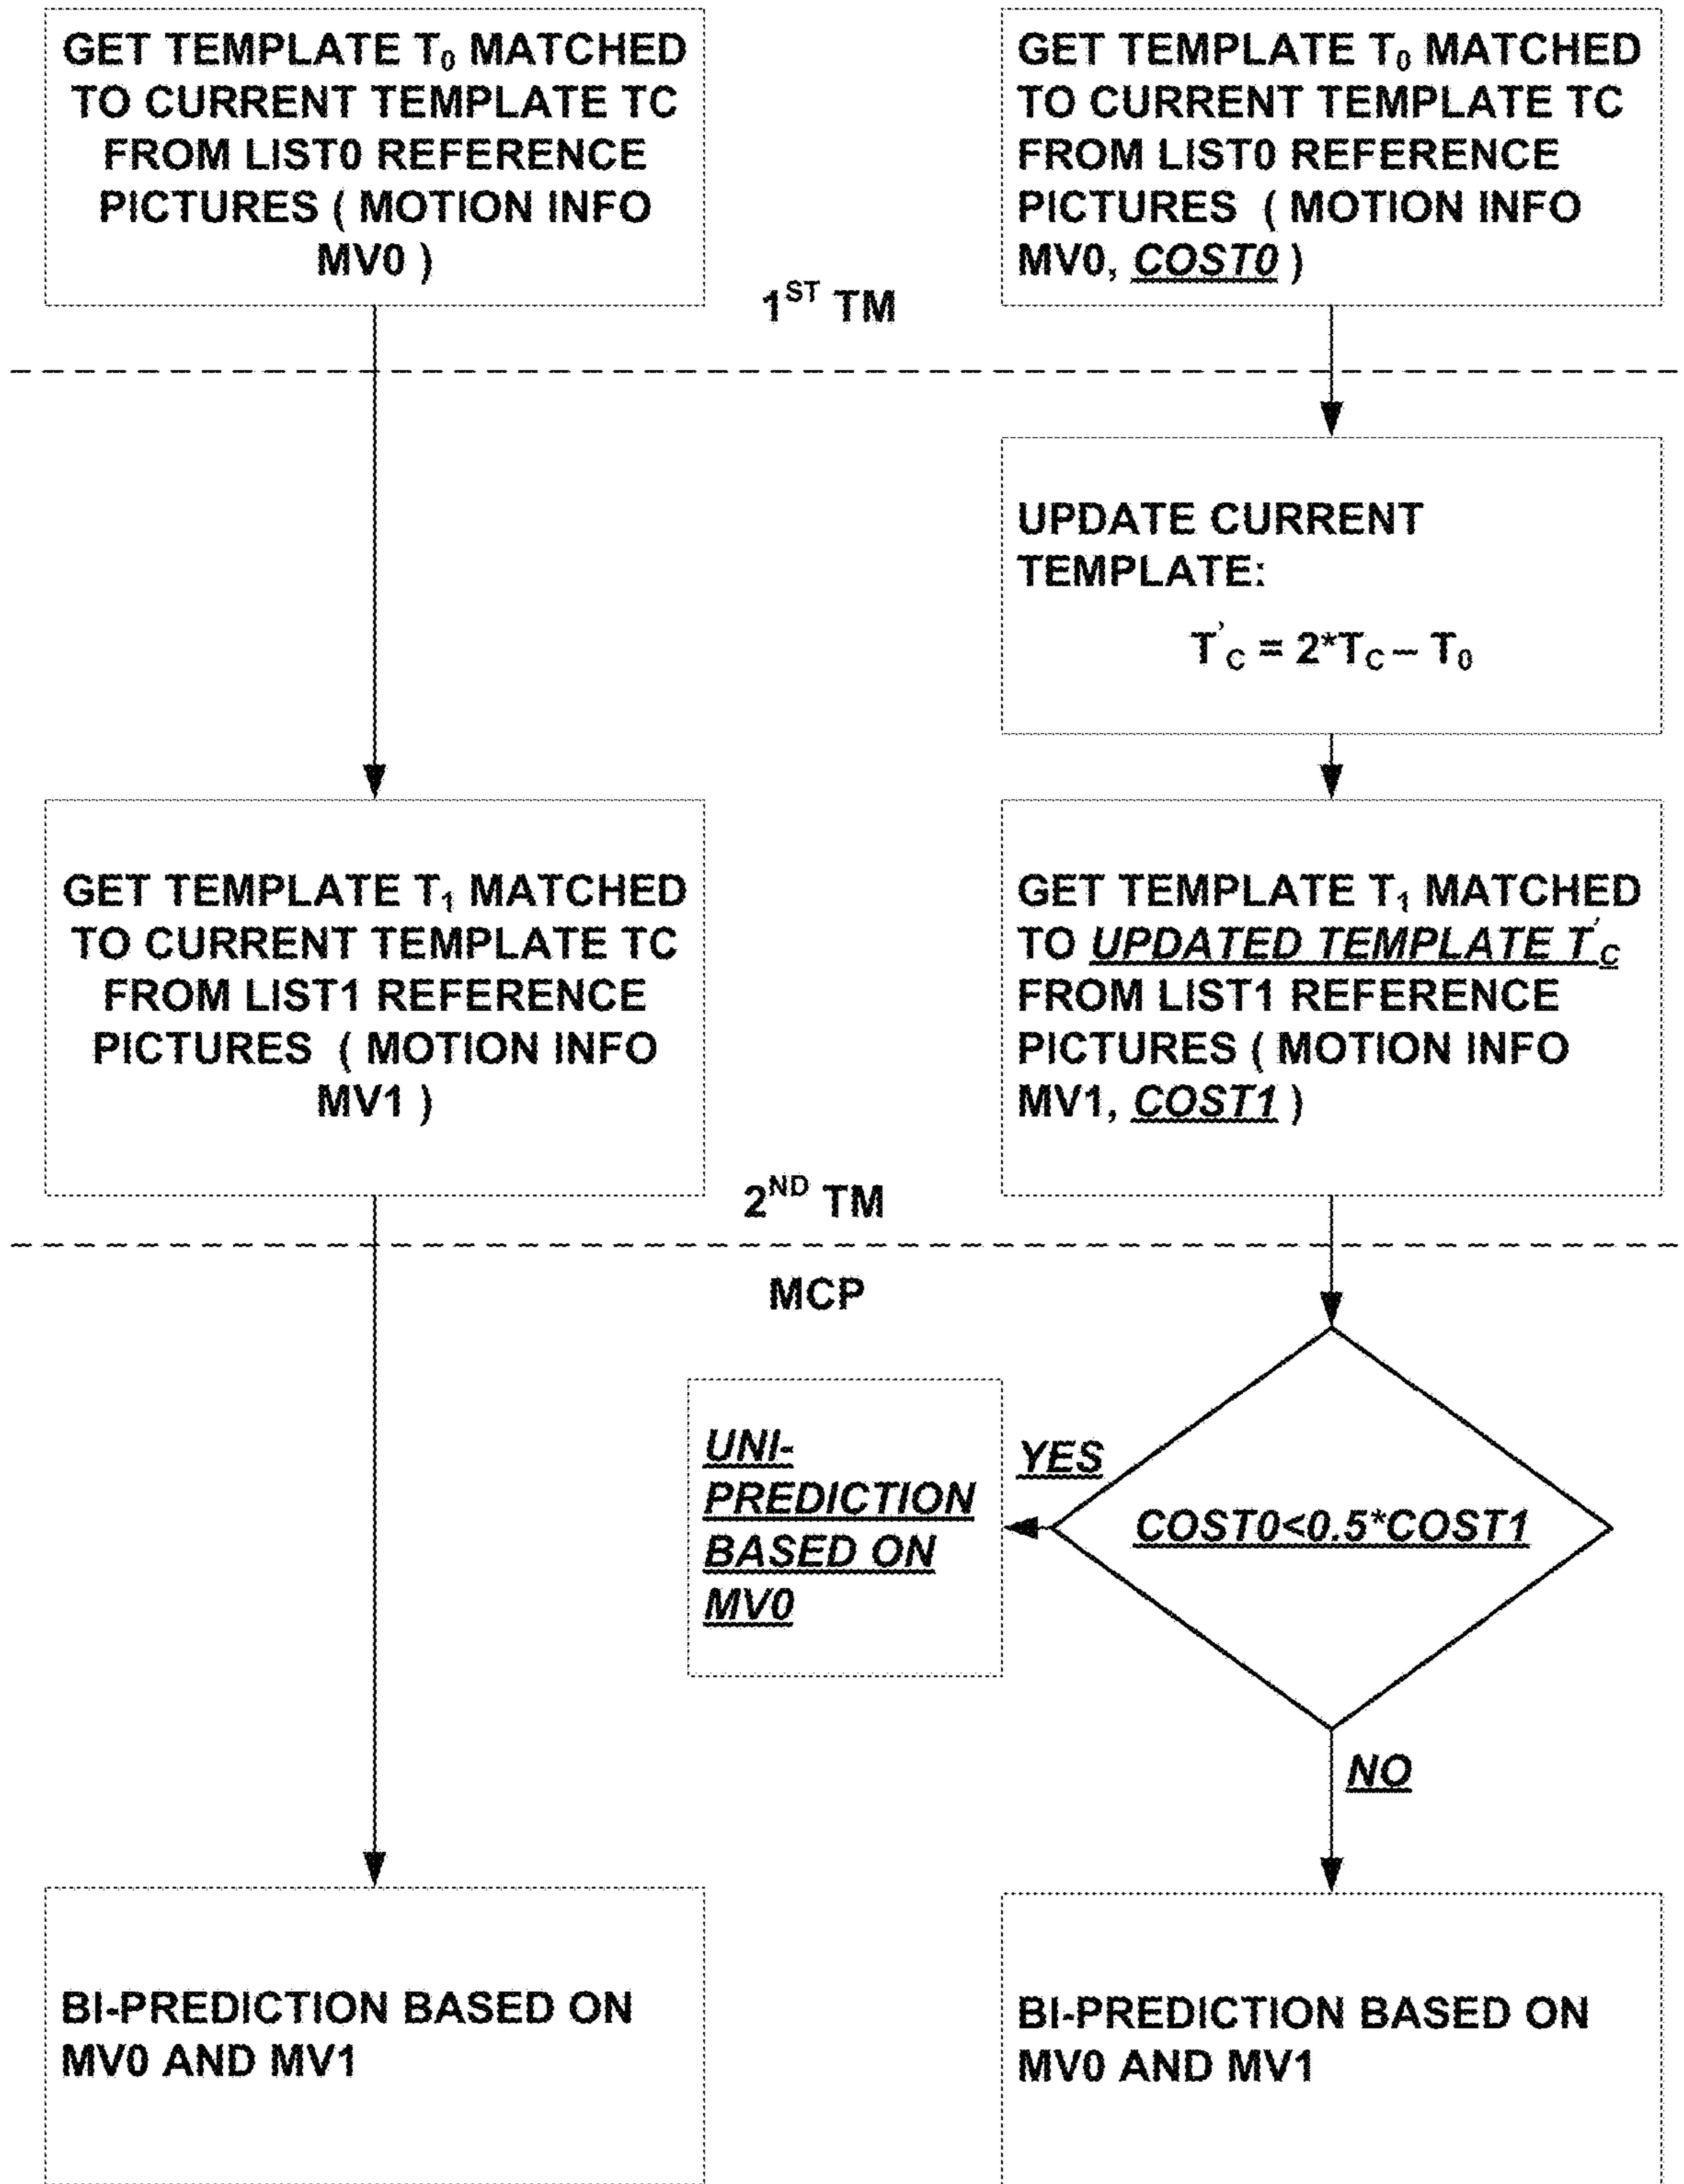 GET TEMPLATE T₀ MATCHED
TO CURRENT TEMPLATE TC
FROM LIST0 REFERENCE
PICTURES ( MOTION INFO
MV0 )
GET TEMPLATE T₀ MATCHED
TO CURRENT TEMPLATE TC
FROM LIST0 REFERENCE
PICTURES ( MOTION INFO
MV0, COST0 )
1ST TM
UPDATE CURRENT
TEMPLATE:
T'C = 2*TC – T₀
GET TEMPLATE T₁ MATCHED
TO CURRENT TEMPLATE TC
FROM LIST1 REFERENCE
PICTURES ( MOTION INFO
MV1 )
GET TEMPLATE T₁ MATCHED
TO UPDATED TEMPLATE T'C
FROM LIST1 REFERENCE
PICTURES ( MOTION INFO
MV1, COST1 )
2ND TM
MCP
UNI-
PREDICTION
BASED ON
MV0
YES
COST0<0.5*COST1
NO
BI-PREDICTION BASED ON
MV0 AND MV1
BI-PREDICTION BASED ON
MV0 AND MV1